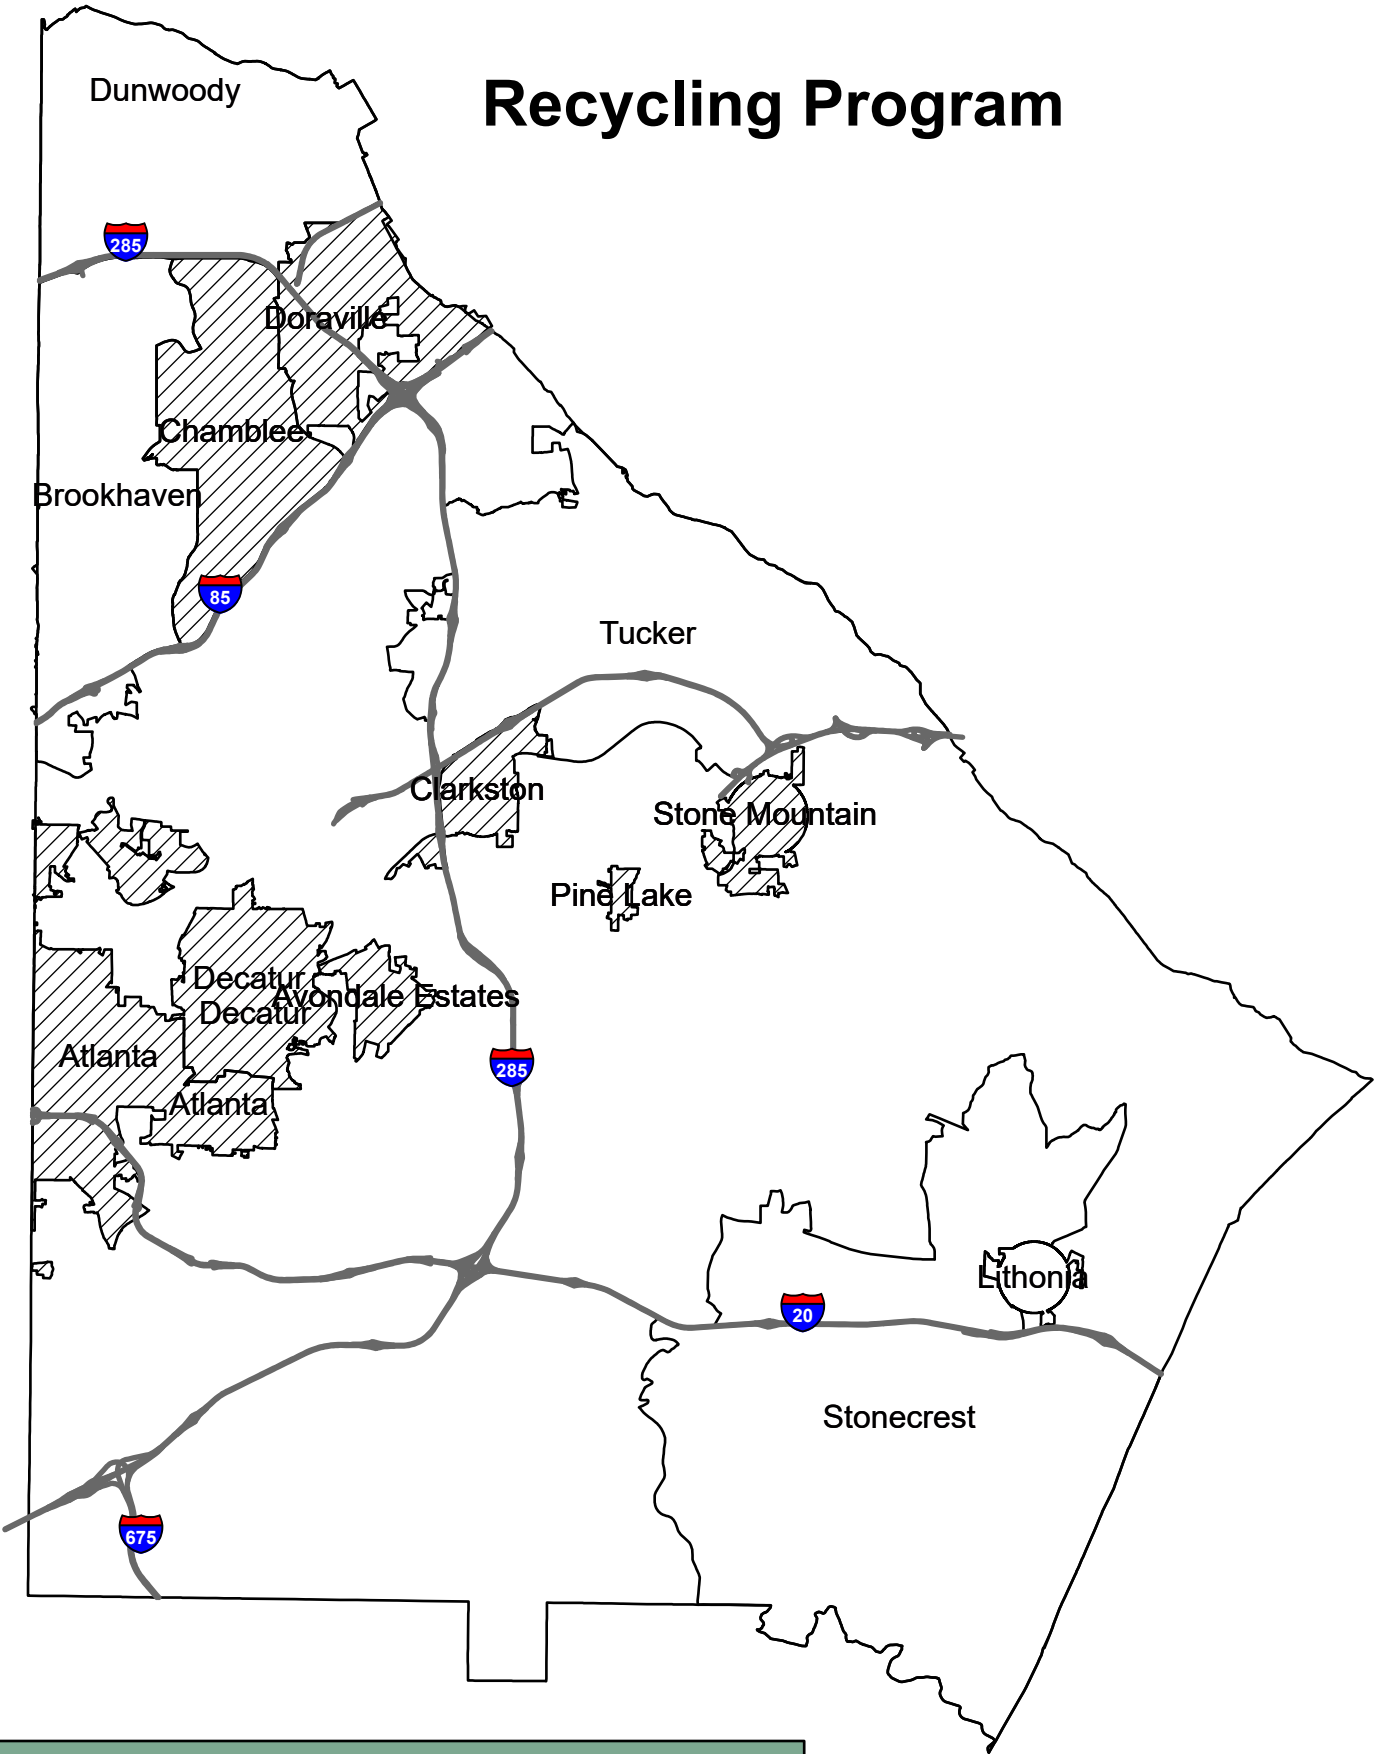 Dunwoody
Recycling Program
285
Doraville
Chamblee
Brookhaven
85
Tucker
Clarkston
Stone Mountain
Pine Lake
Decatur
Avondale Estates
Decatur
Atlanta
285
Atlanta
Lithonia
20
Stonecrest
675